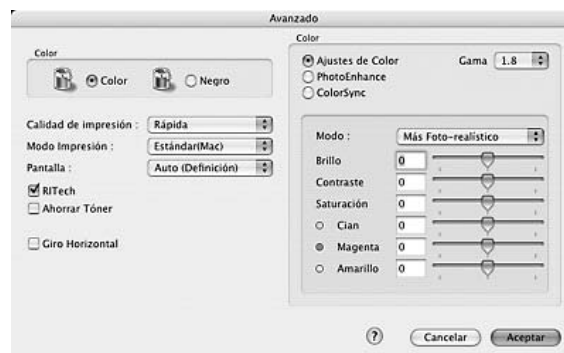 Avanzado
Color
Color
Negro
Calidad de impresión : Rápida
Modo Impresión : Estándar(Mac)
Pantalla : Auto (Definición)
RITech
Ahorrar Tóner
Giro Horizontal
Color
Ajustes de Color Gama 1.8
PhotoEnhance
ColorSync
Modo : Más Foto-realístico
Brillo 0
Contraste 0
Saturación 0
Cian 0
Magenta 0
Amarillo 0
? Cancelar Aceptar